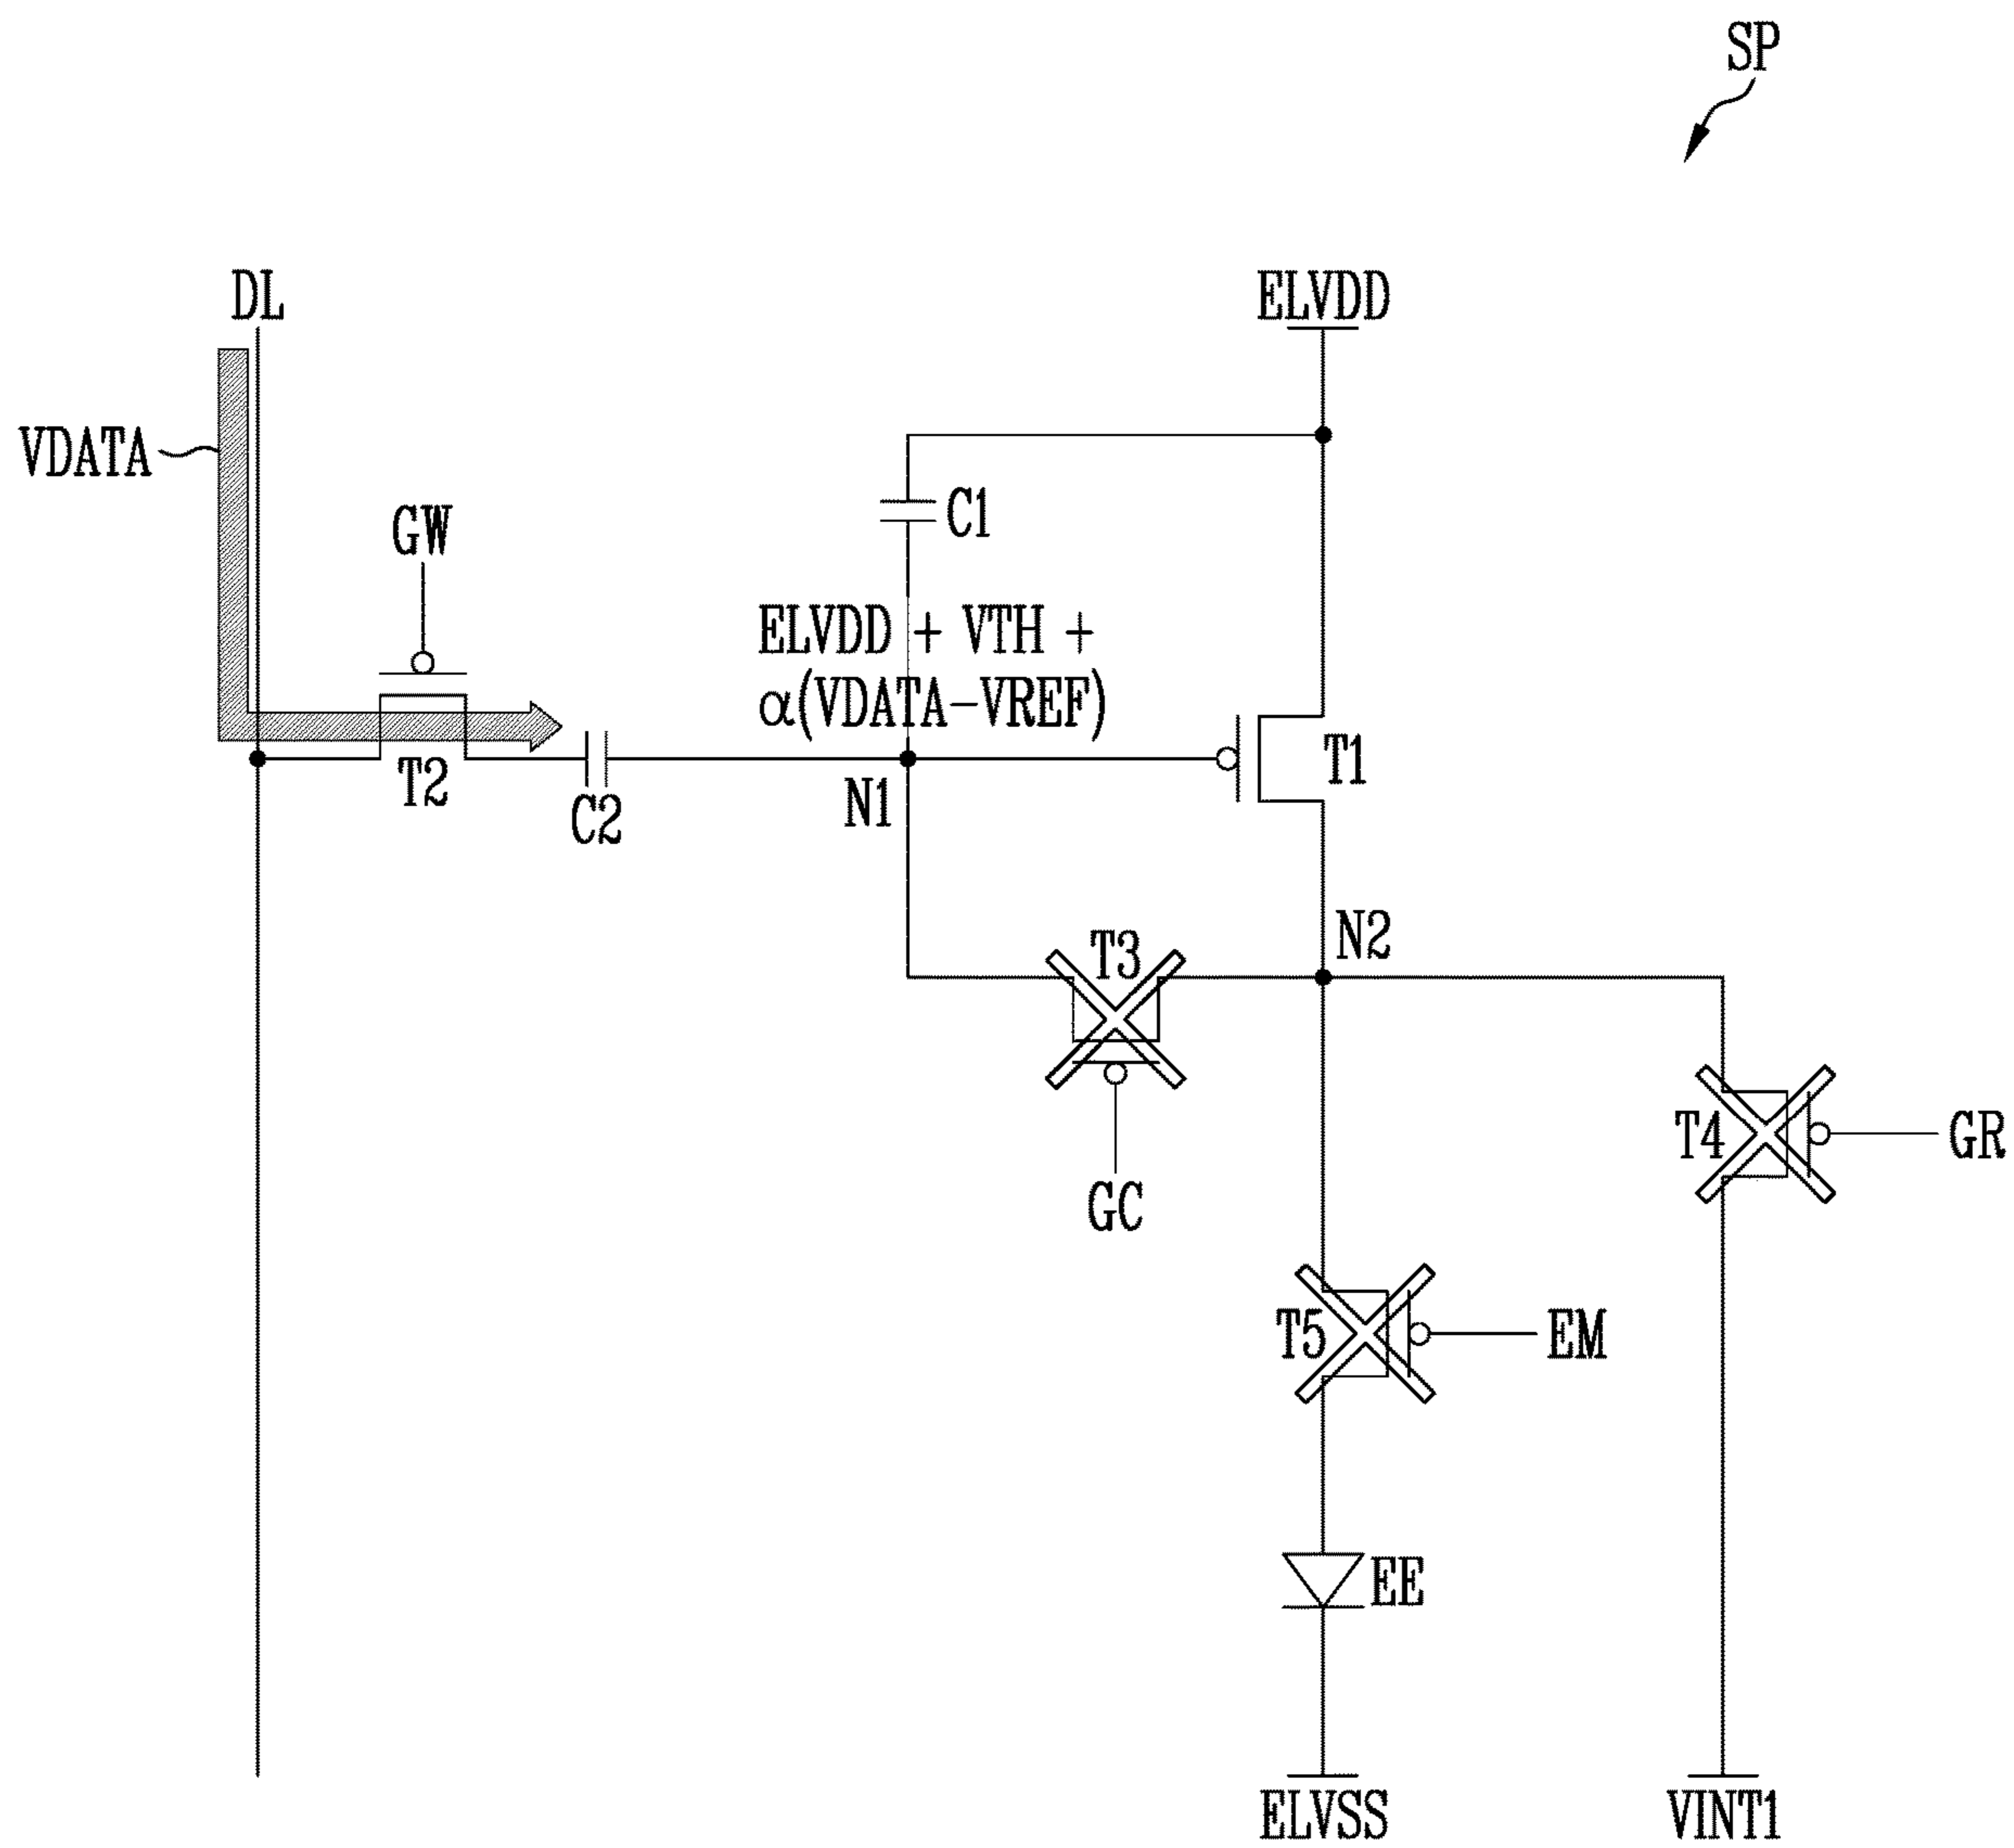 SP
DL
ELVDD
VDATA
C1
GW
ELVDD + VTH +
α(VDATA-VREF)
T1
T2
N1
C2
N2
T3
T4
GR
GC
T5
EM
EE
ELVSS
VINT1